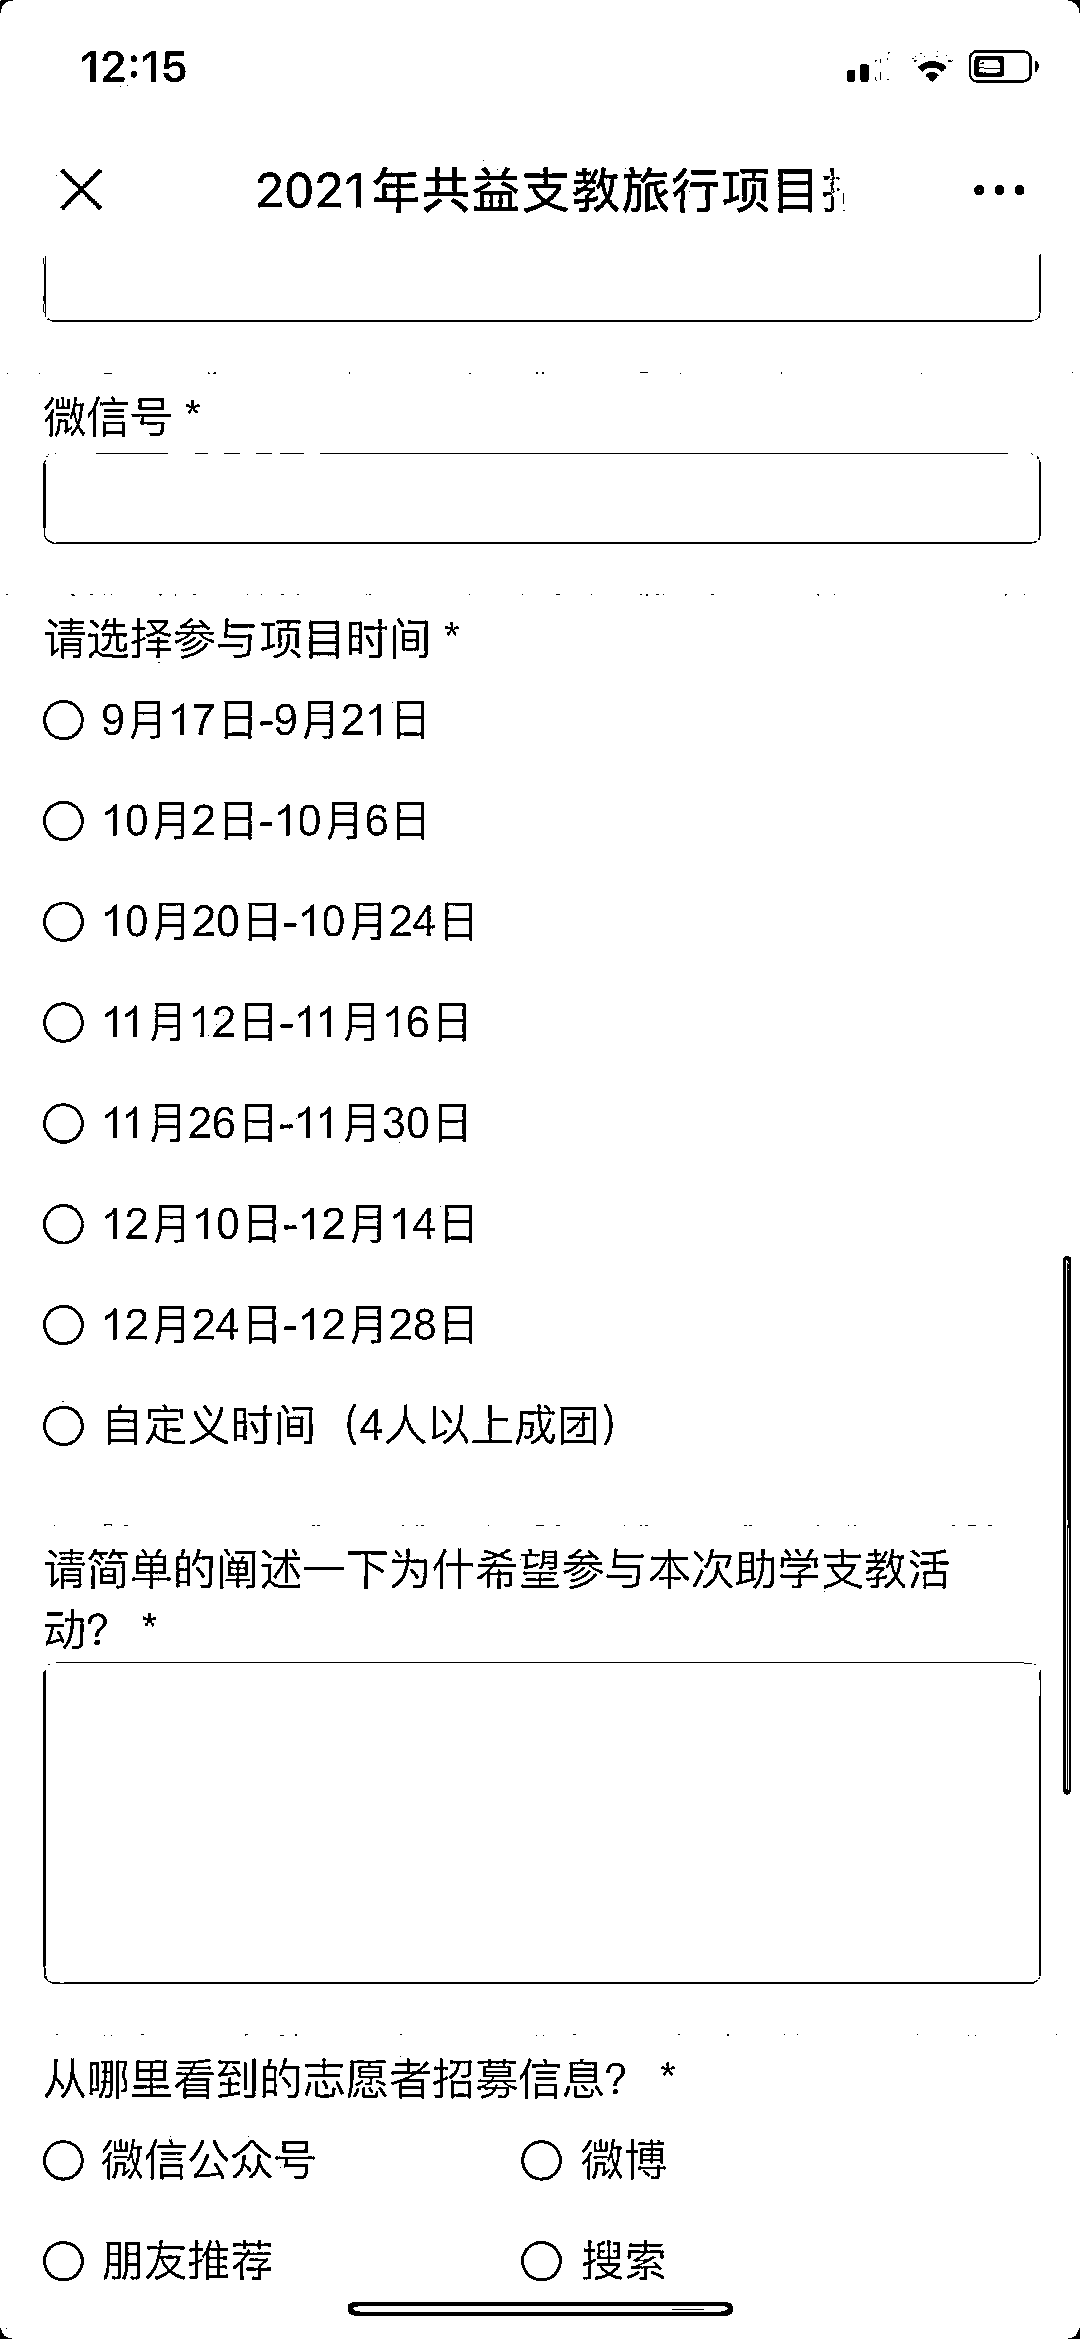 12:15
2021年共益支教旅行项目
微信号 *
请选择参与项目时间 *
9月17日-9月21日
10月2日-10月6日
10月20日-10月24日
11月12日-11月16日
11月26日-11月30日
12月10日-12月14日
12月24日-12月28日
自定义时间（4人以上成团）
请简单的阐述一下为什希望参与本次助学支教活
动？ *
从哪里看到的志愿者招募信息？ *
微信公众号 微博
朋友推荐 搜索